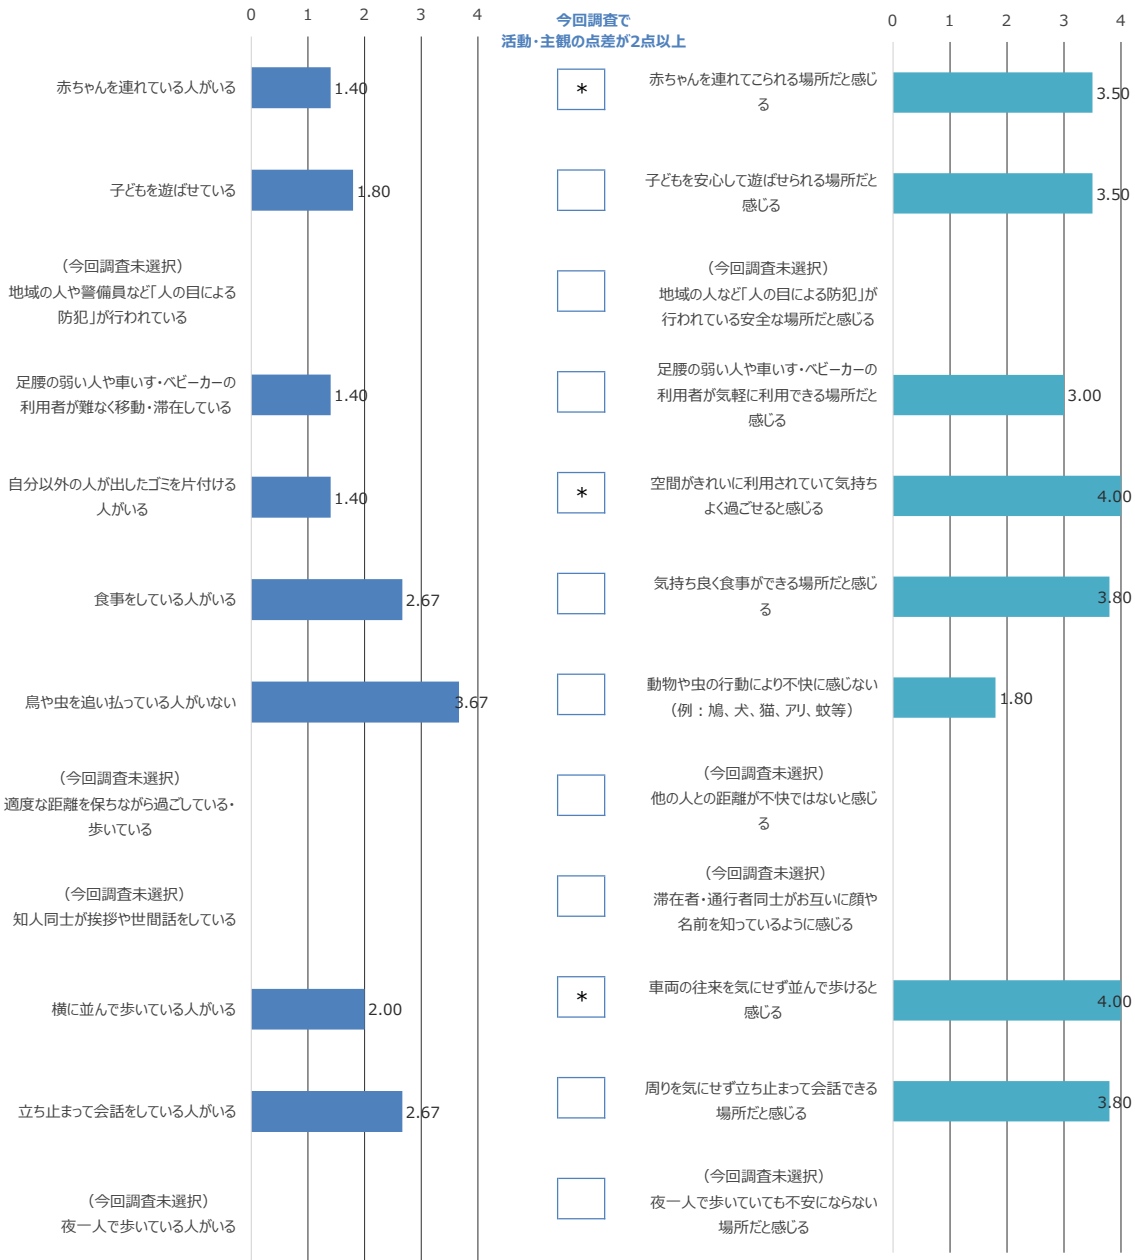 0 1 2 3 4
今回調査で
活動・主観の点差が2点以上
0 1 2 3 4
赤ちゃんを連れている人がいる
1.40
*
赤ちゃんを連れてこられる場所だと感じ
る
3.50
子どもを遊ばせている
1.80
子どもを安心して遊ばせられる場所だと
感じる
3.50
(今回調査未選択)
地域の人や警備員など「人の目による
防犯」が行われている
(今回調査未選択)
地域の人など「人の目による防犯」が
行われている安全な場所だと感じる
足腰の弱い人や車いす・ベビーカーの
利用者が難なく移動・滞在している
1.40
足腰の弱い人や車いす・ベビーカーの
利用者が気軽に利用できる場所だと
感じる
3.00
自分以外の人が出したゴミを片付ける
人がいる
1.40
*
空間がきれいに利用されていて気持ち
よく過ごせると感じる
4.00
食事をしている人がいる
2.67
気持ち良く食事ができる場所だと感じ
る
3.80
鳥や虫を追い払っている人がいない
3.67
動物や虫の行動により不快に感じない
(例：鳩、犬、猫、アリ、蚊等)
1.80
(今回調査未選択)
適度な距離を保ちながら過ごしている・
歩いている
(今回調査未選択)
他の人との距離が不快ではないと感じ
る
(今回調査未選択)
知人同士が挨拶や世間話をしている
(今回調査未選択)
滞在者・通行者同士がお互いに顔や
名前を知っているように感じる
横に並んで歩いている人がいる
2.00
*
車両の往来を気にせず並んで歩けると
感じる
4.00
立ち止まって会話をしている人がいる
2.67
周りを気にせず立ち止まって会話できる
場所だと感じる
3.80
(今回調査未選択)
夜一人で歩いている人がいる
(今回調査未選択)
夜一人で歩いていても不安にならない
場所だと感じる